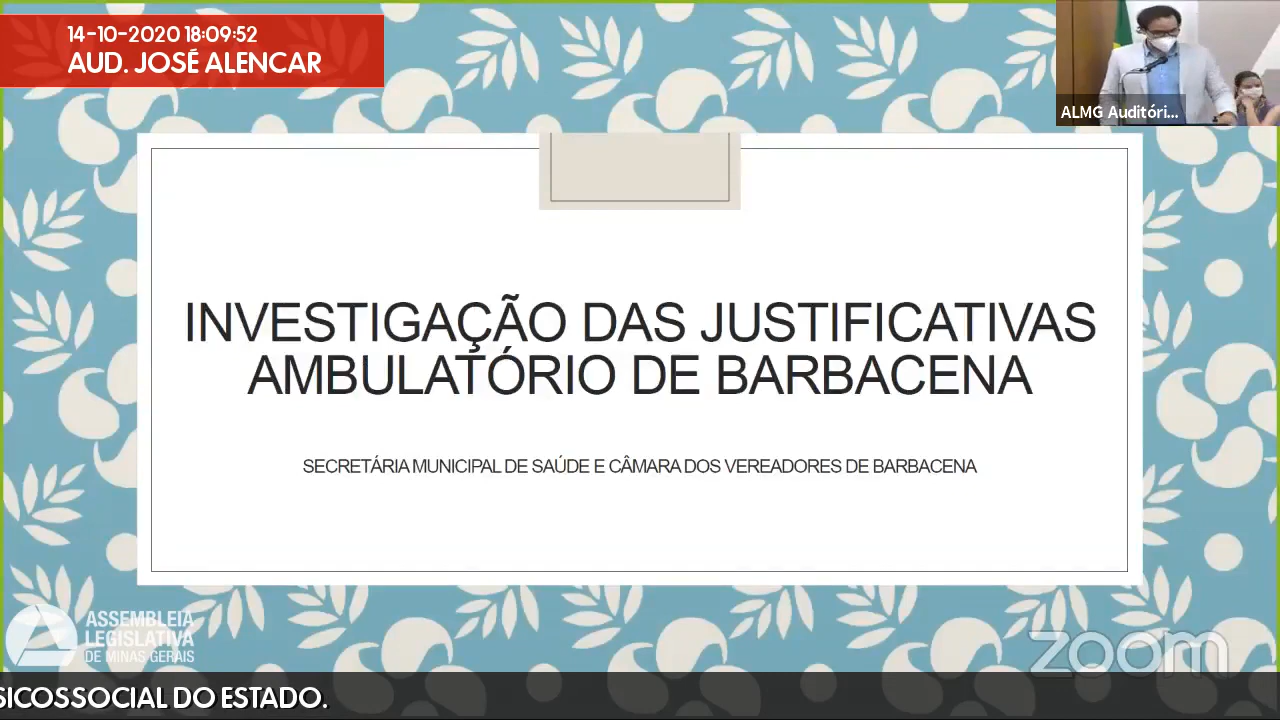 14-10-2020 18:09:52
AUD. JOSÉ ALENCAR
ALMG Auditóri...
INVESTIGAÇÃO DAS JUSTIFICATIVAS
AMBULATÓRIO DE BARBACENA
SECRETÁRIA MUNICIPAL DE SAÚDE E CÂMARA DOS VEREADORES DE BARBACENA
ASSEMBLEIA
LEGISLATIVA
DE MINAS GERAIS
zoom
SICOSSOCIAL DO ESTADO.